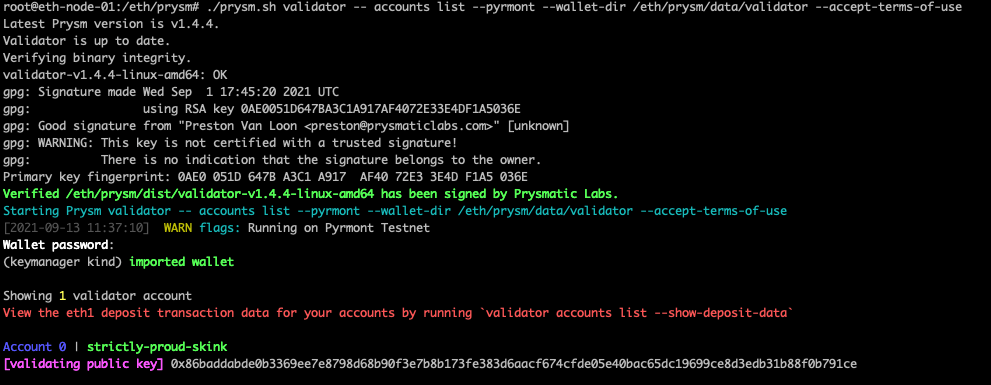 root@eth-node-01:/eth/prysm# ./prysm.sh validator -- accounts list --pyrmont --wallet-dir /eth/prysm/data/validator --accept-terms-of-use
Latest Prysm version is v1.4.4.
Validator is up to date.
Verifying binary integrity.
validator-v1.4.4-linux-amd64: OK
gpg: Signature made Wed Sep  1 17:45:20 2021 UTC
gpg:                using RSA key 0AE0051D647BA3C1A917AF4072E33E4DF1A5036E
gpg: Good signature from "Preston Van Loon <preston@prysmaticlabs.com>" [unknown]
gpg: WARNING: This key is not certified with a trusted signature!
gpg:          There is no indication that the signature belongs to the owner.
Primary key fingerprint: 0AE0 051D 647B A3C1 A917  AF40 72E3 3E4D F1A5 036E
Verified /eth/prysm/dist/validator-v1.4.4-linux-amd64 has been signed by Prysmatic Labs.
Starting Prysm validator -- accounts list --pyrmont --wallet-dir /eth/prysm/data/validator --accept-terms-of-use
[2021-09-13 11:37:10]  WARN flags: Running on Pyrmont Testnet
Wallet password:
(keymanager kind) imported wallet
Showing 1 validator account
View the eth1 deposit transaction data for your accounts by running `validator accounts list --show-deposit-data`
Account 0 | strictly-proud-skink
[validating public key] 0x86baddabde0b3369ee7e8798d68b90f3e7b8b173fe383d6aacf674cfde05e40bac65dc19699ce8d3edb31b88f0b791ce